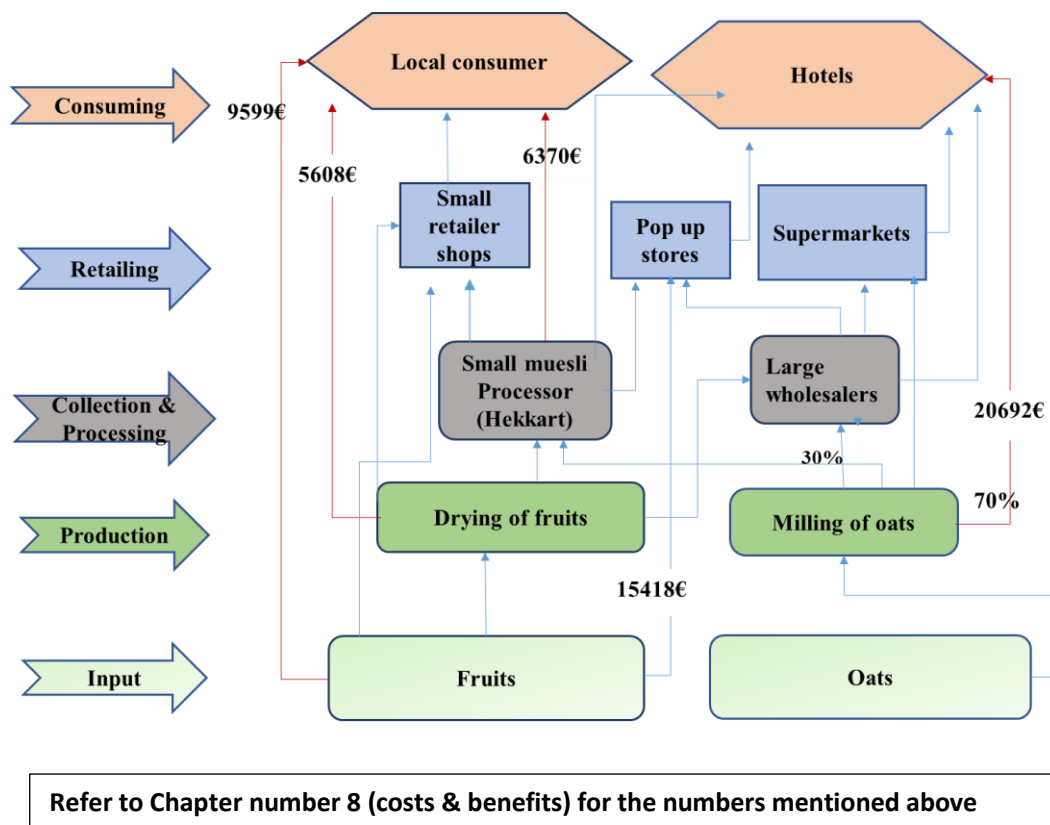 Local consumer
Hotels
Consuming
9599€
5608€
6370€
Small
retailer
shops
Pop up
stores
Supermarkets
Retailing
Small muesli
Processor
(Hekkart)
Large
wholesalers
Collection &
Processing
20692€
30%
70%
Drying of fruits
Milling of oats
Production
15418€
Input
Fruits
Oats
Refer to Chapter number 8 (costs & benefits) for the numbers mentioned above